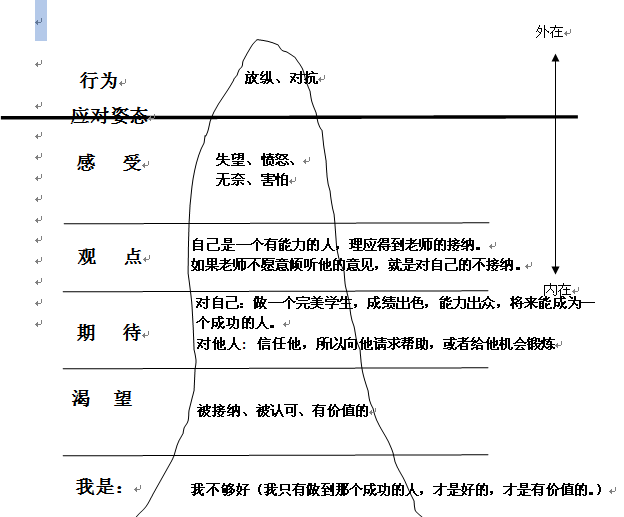 外在
行为
放纵、对抗
应对姿态
感 受
失望、愤怒、
无奈、害怕
观 点
自己是一个有能力的人，理应得到老师的接纳。
如果老师不愿意倾听他的意见，就是对自己的不接纳。
内在
期 待
对自己：做一个完美学生，成绩出色，能力出众，将来能成为一
个成功的人。
对他人：信任他，所以向他请求帮助，或者给他机会锻炼
渴 望
被接纳、被认可、有价值的
我是：
我不够好（我只有做到那个成功的人，才是好的，才是有价值的。）